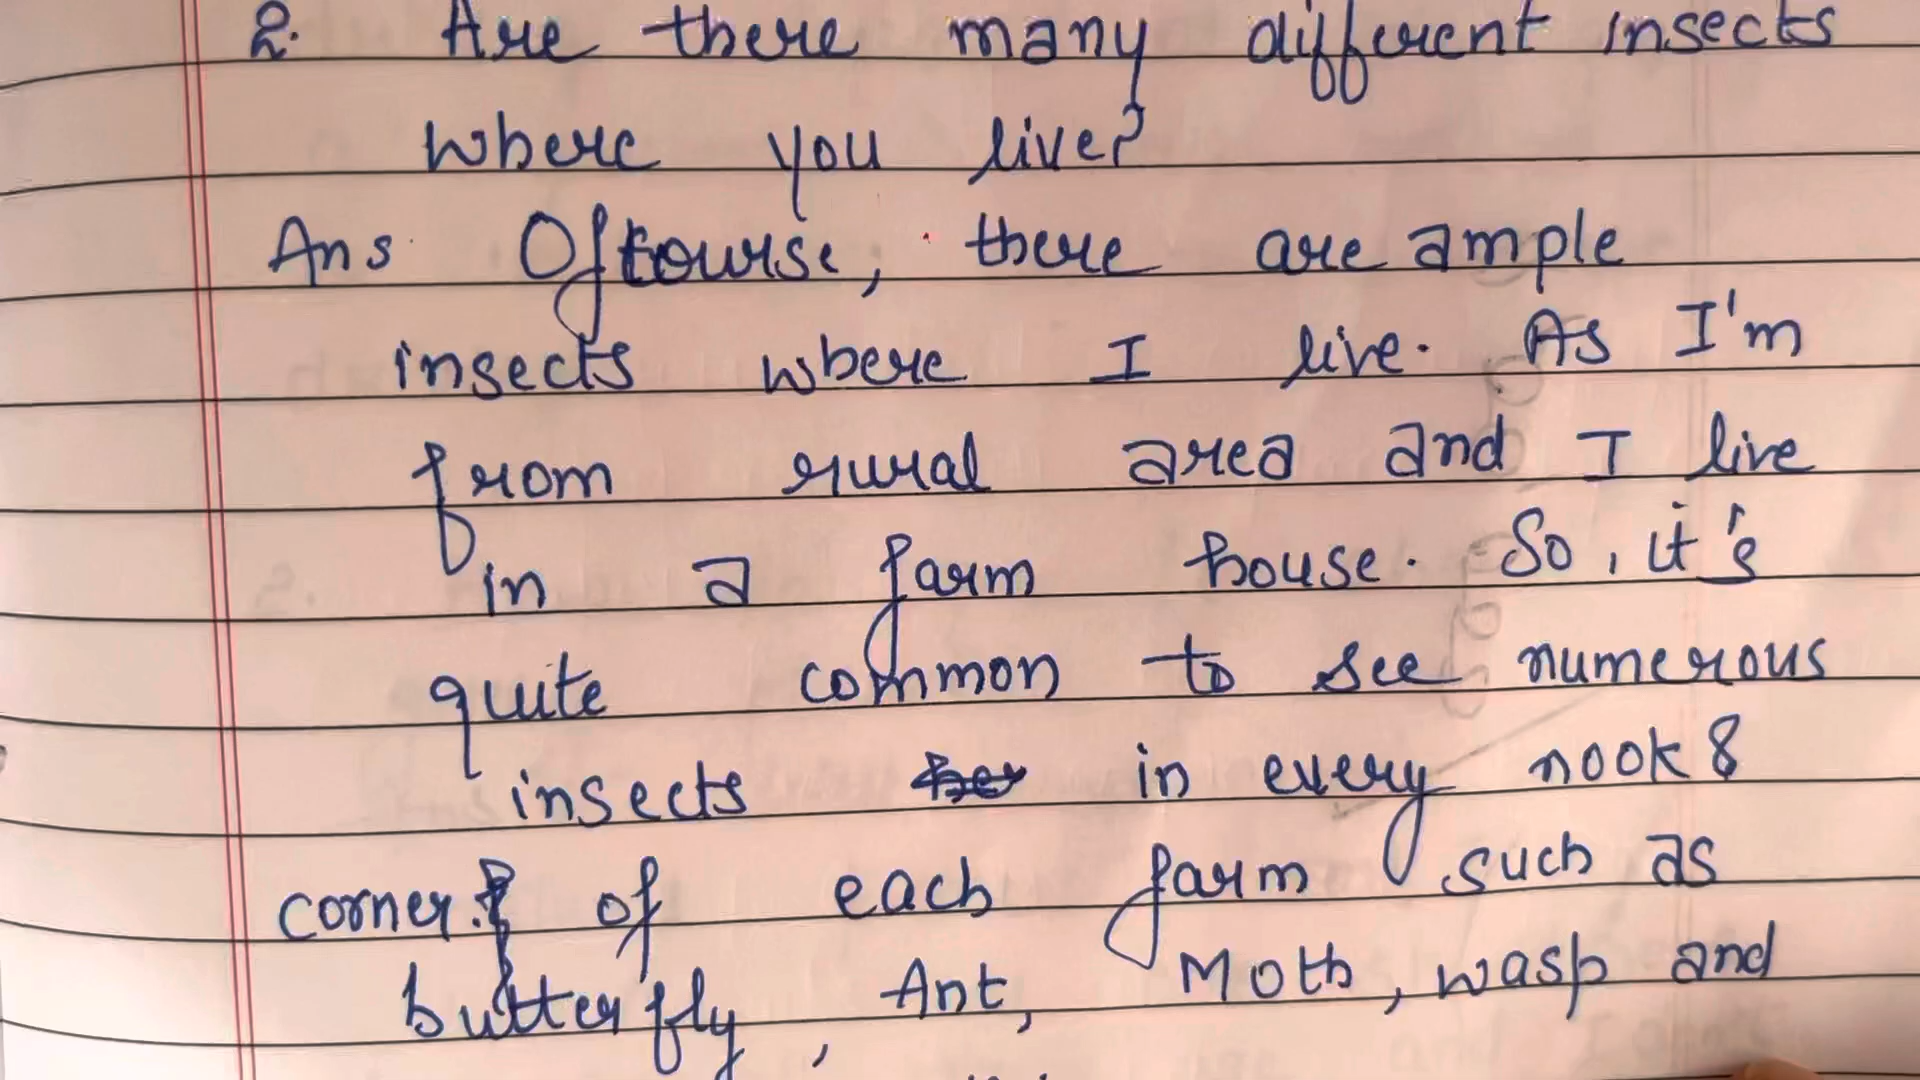 2. Are there many different insects
where you live?
Ans Ofcourse, there are ample
insects where I live. As I'm
from rural area and I live
in a farm house. So, it's
quite common to see numerous
insects in every nook &
corner. of each farm such as
butterfly, Ant, Moth, wasp and